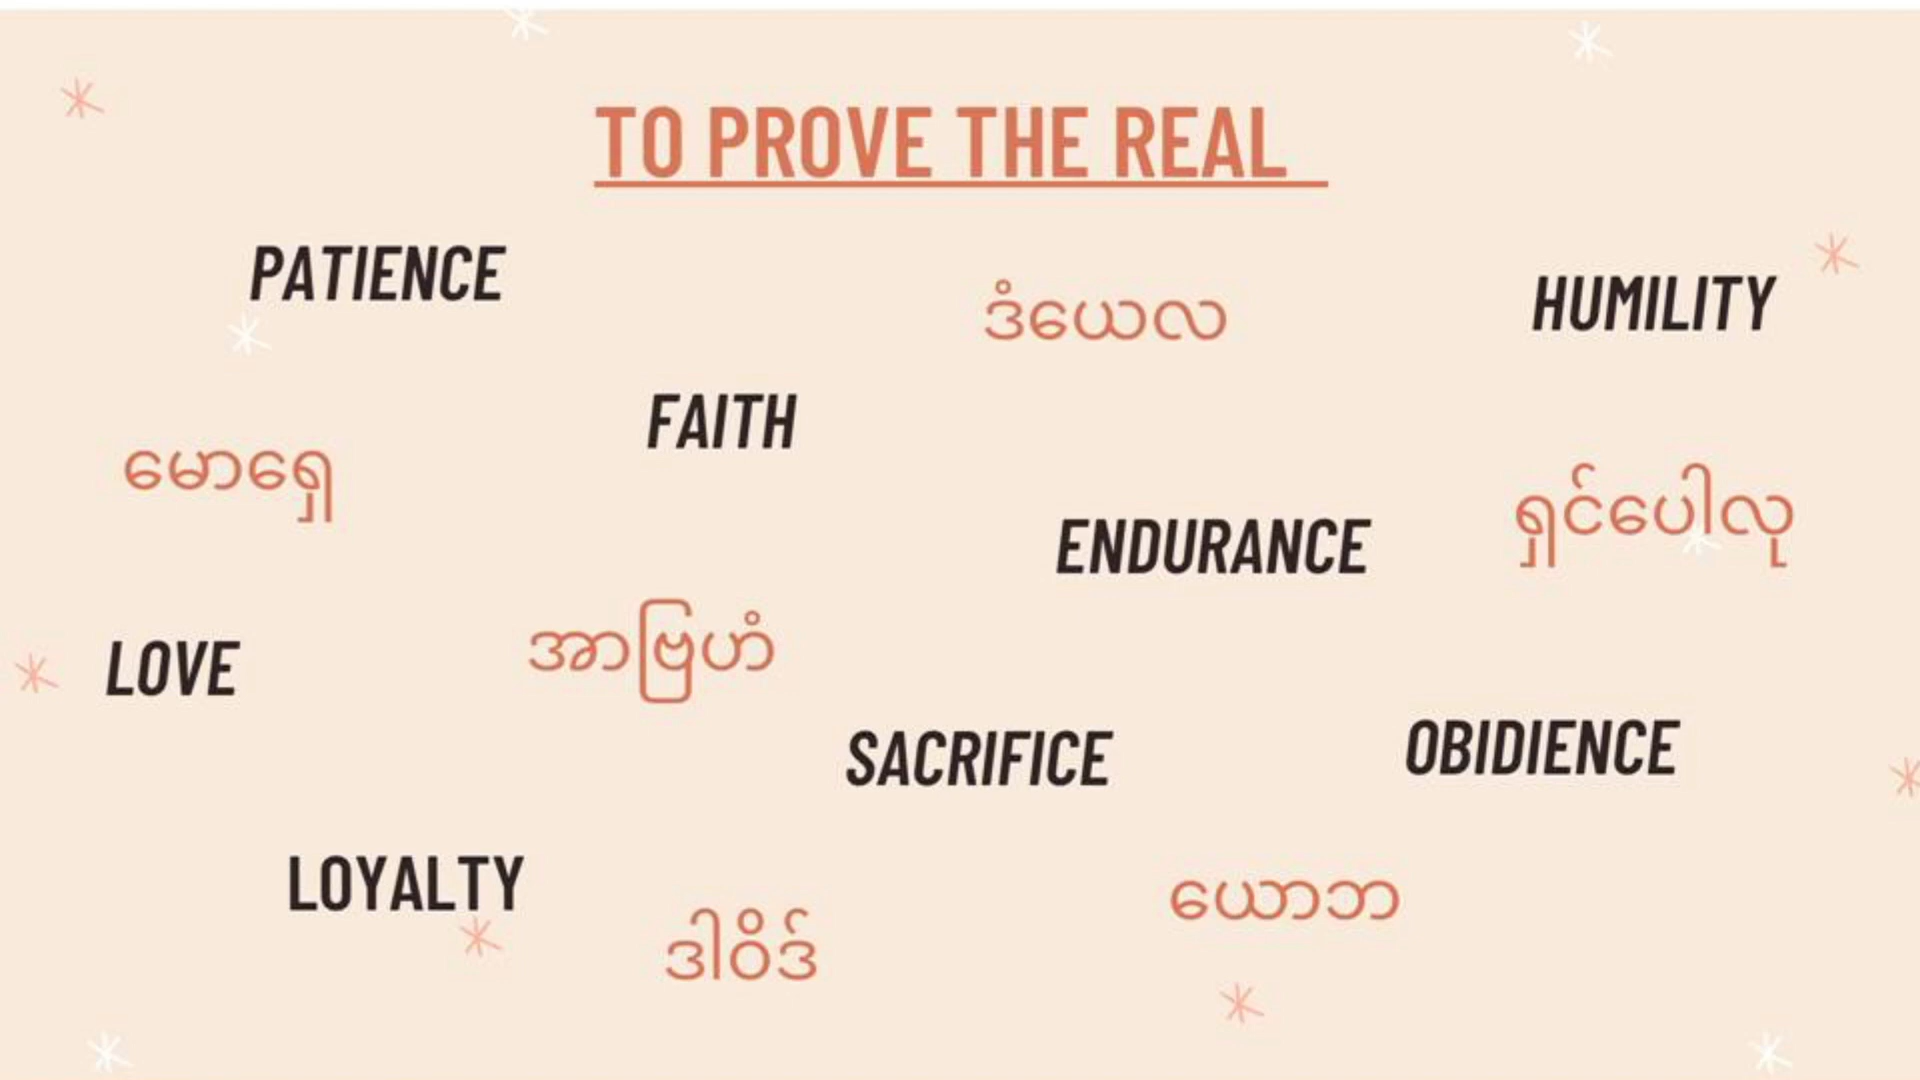 TO PROVE THE REAL
PATIENCE
ဒံယေလ
HUMILITY
FAITH
မောရှေ
ရှင်ပေါလု
ENDURANCE
LOVE
အာဗြဟံ
SACRIFICE
OBIDIENCE
LOYALTY
ယောဘ
ဒါဝိဒ်